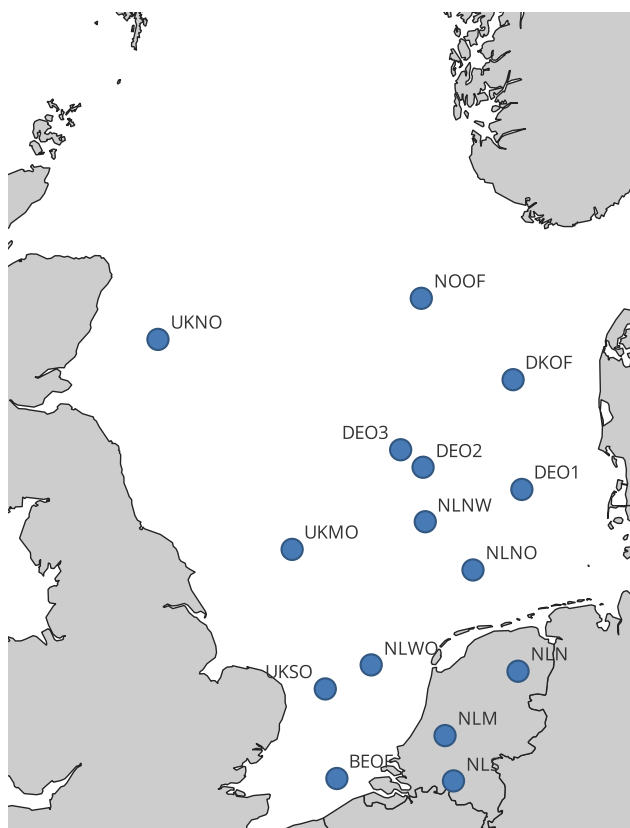 NOOF
UKNO
DKOF
DEO3
DEO2
DEO1
NLNW
UKMO
NLNO
NLWO
NLN
UKSO
NLM
BEOF
NLS